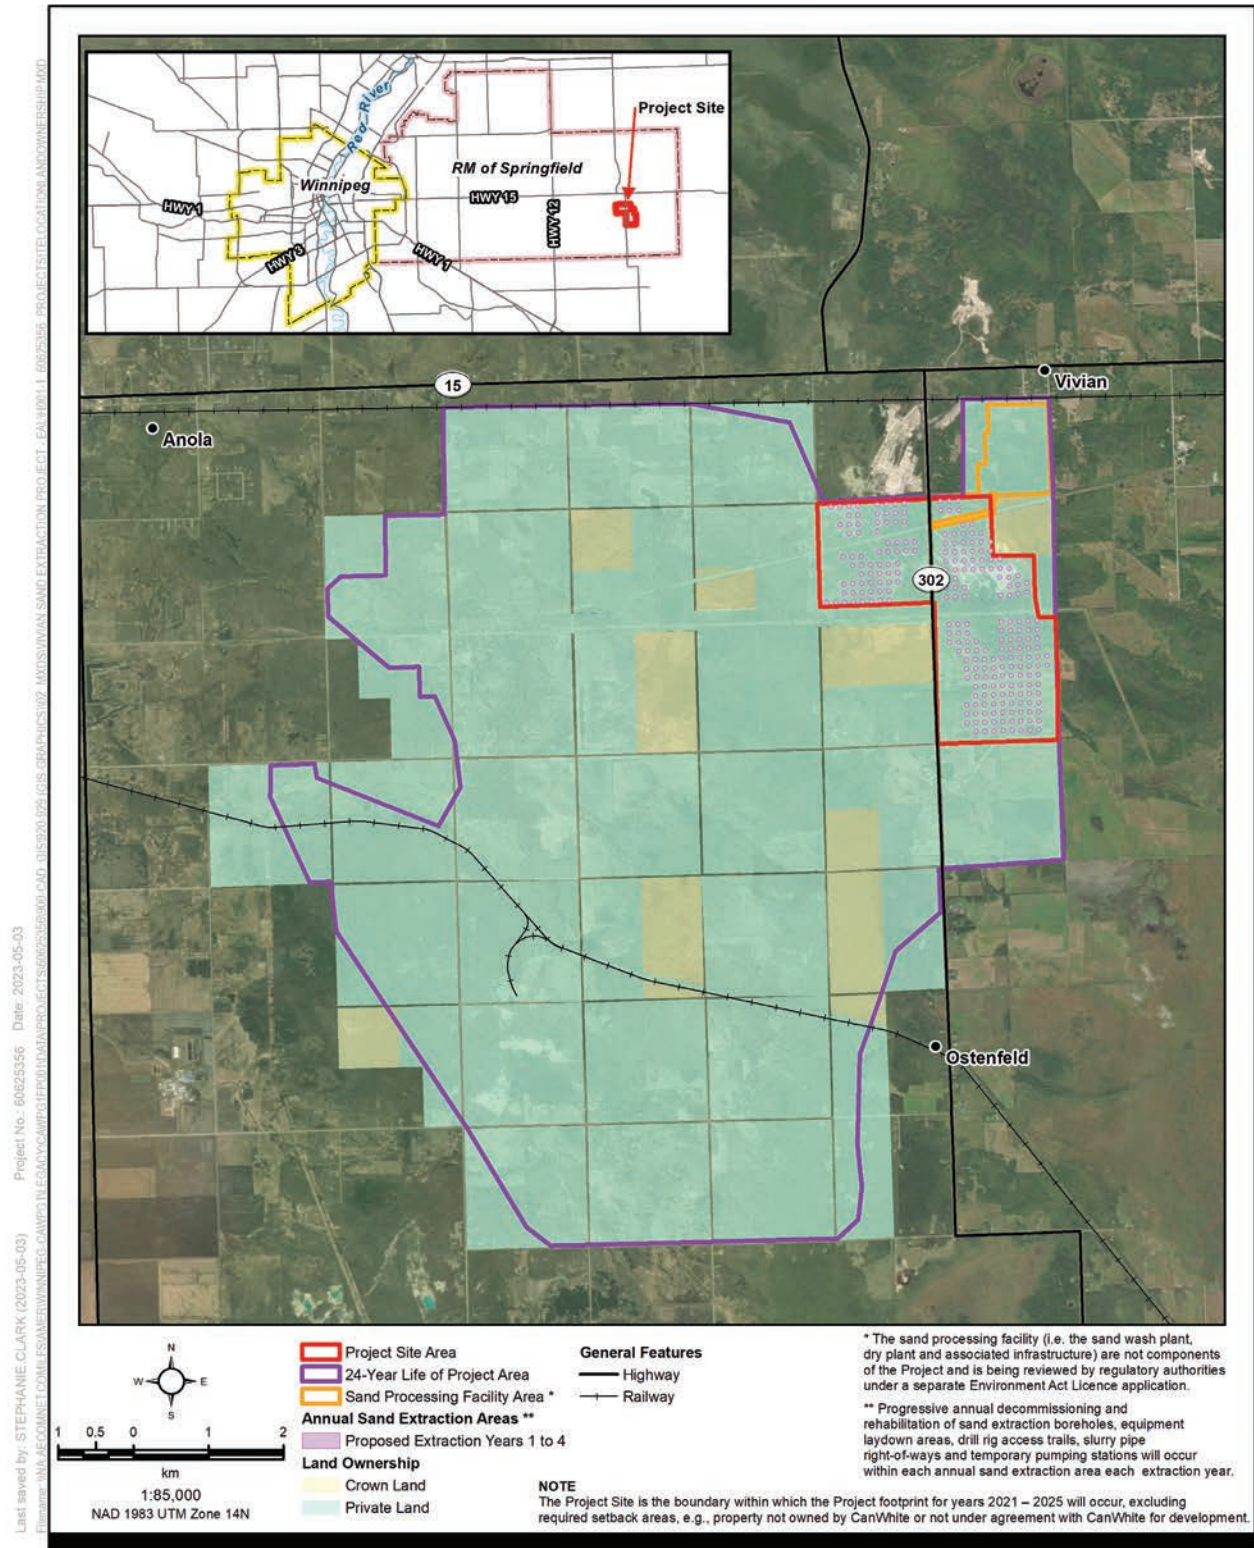 Project Site
Red River
RM of Springfield
Winnipeg
HWY 1
HWY 15
HWY 12
HWY 3
HWY 1
15
Vivian
Anola
302
Ostenfeld
N
W E
S
1 0.5 0 1 2
km
1:85,000
NAD 1983 UTM Zone 14N
Project Site Area
24-Year Life of Project Area
Sand Processing Facility Area *
Annual Sand Extraction Areas **
Proposed Extraction Years 1 to 4
Land Ownership
Crown Land
Private Land
General Features
Highway
Railway
* The sand processing facility (i.e. the sand wash plant,
dry plant and associated infrastructure) are not components
of the Project and is being reviewed by regulatory authorities
under a separate Environment Act Licence application.
** Progressive annual decommissioning and
rehabilitation of sand extraction boreholes, equipment
laydown areas, drill rig access trails, slurry pipe
right-of-ways and temporary pumping stations will occur
within each annual sand extraction area each extraction year.
NOTE
The Project Site is the boundary within which the Project footprint for years 2021 – 2025 will occur, excluding
required setback areas, e.g., property not owned by CanWhite or not under agreement with CanWhite for development.
Last saved by: STEPHANIE.CLARK (2023-05-03) Project No.: 60625356 Date: 2023-05-03